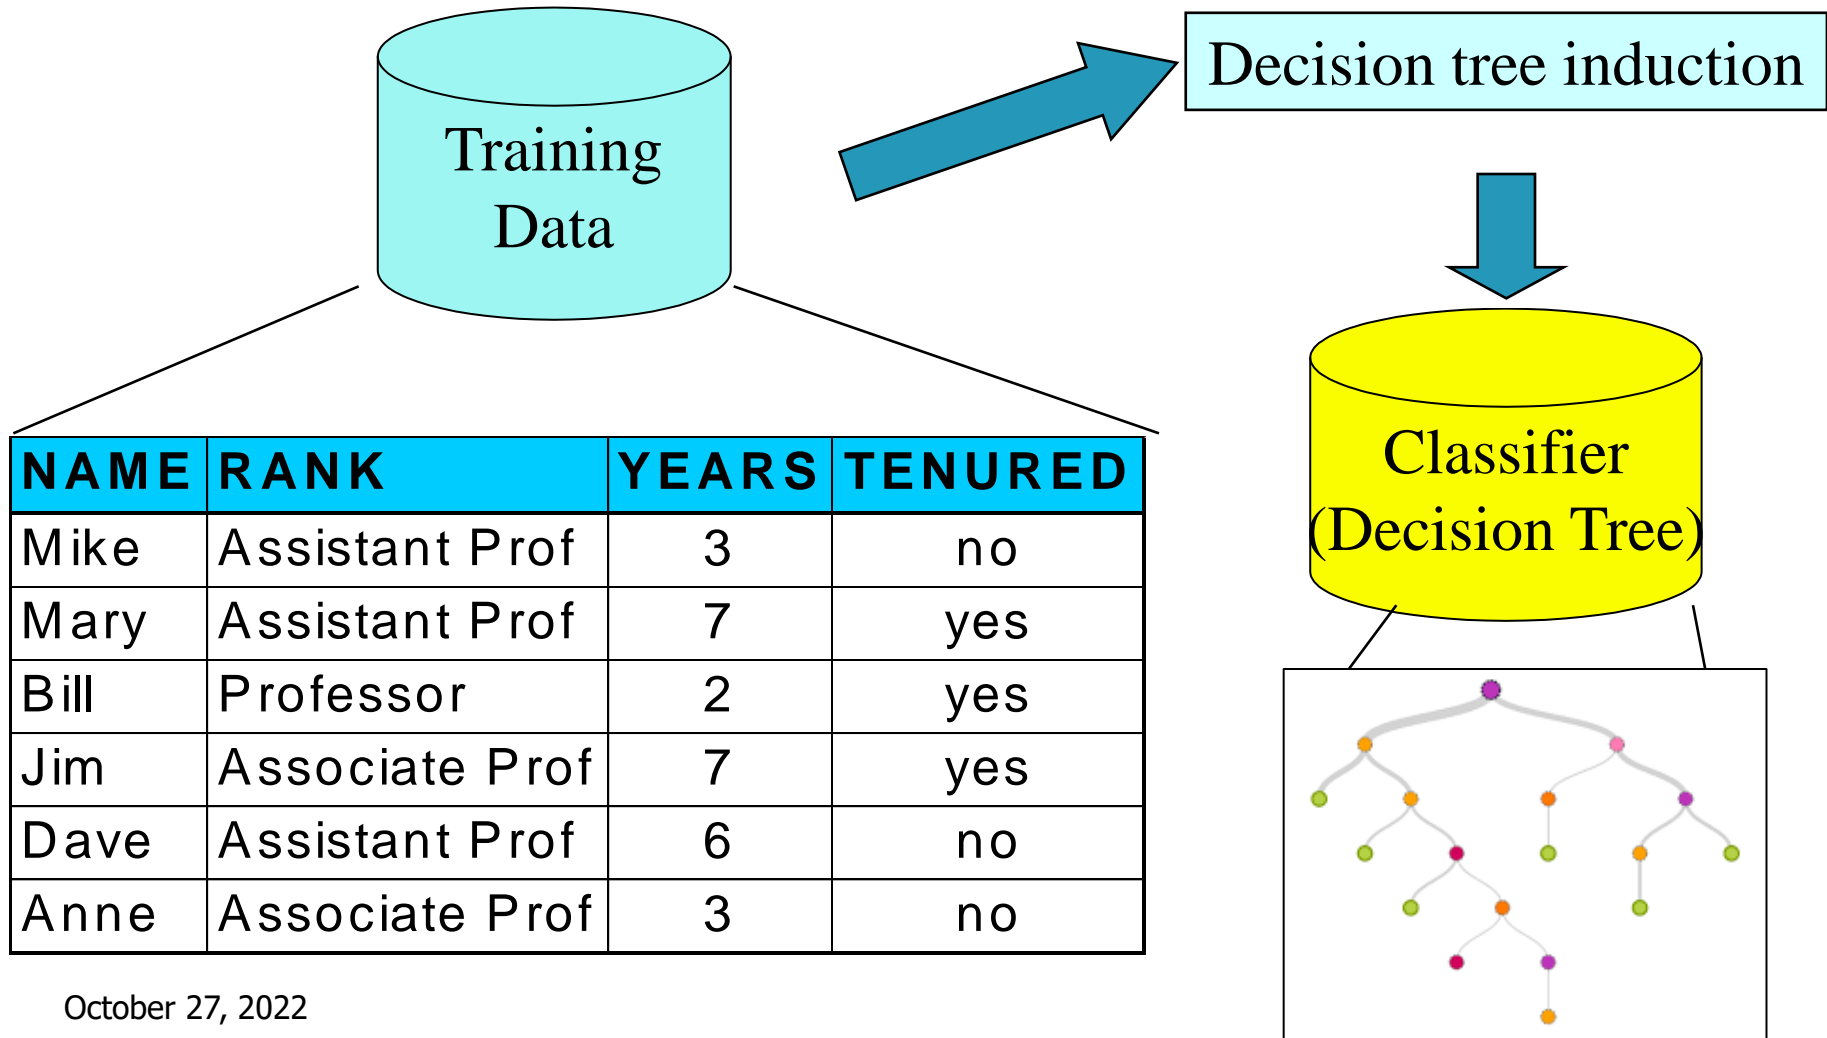 Training
Data
Decision tree induction
Classifier
(Decision Tree)
NAME RANK YEARS TENURED
Mike Assistant Prof 3 no
Mary Assistant Prof 7 yes
Bill Professor 2 yes
Jim Associate Prof 7 yes
Dave Assistant Prof 6 no
Anne Associate Prof 3 no
October 27, 2022